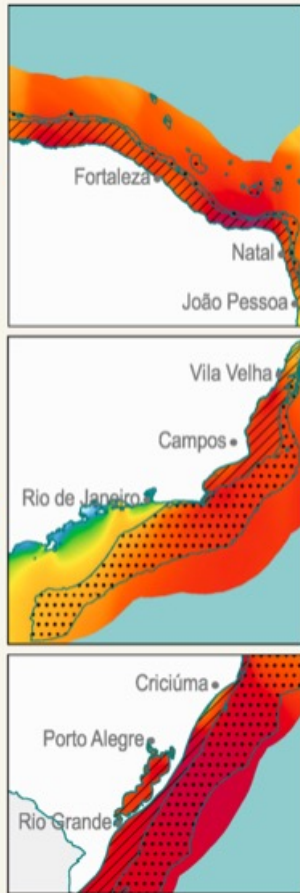 Fortaleza
Natal
João Pessoa
Vila Velha
Campos
Rio de Janeiro
Criciúma
Porto Alegre
Rio Grande